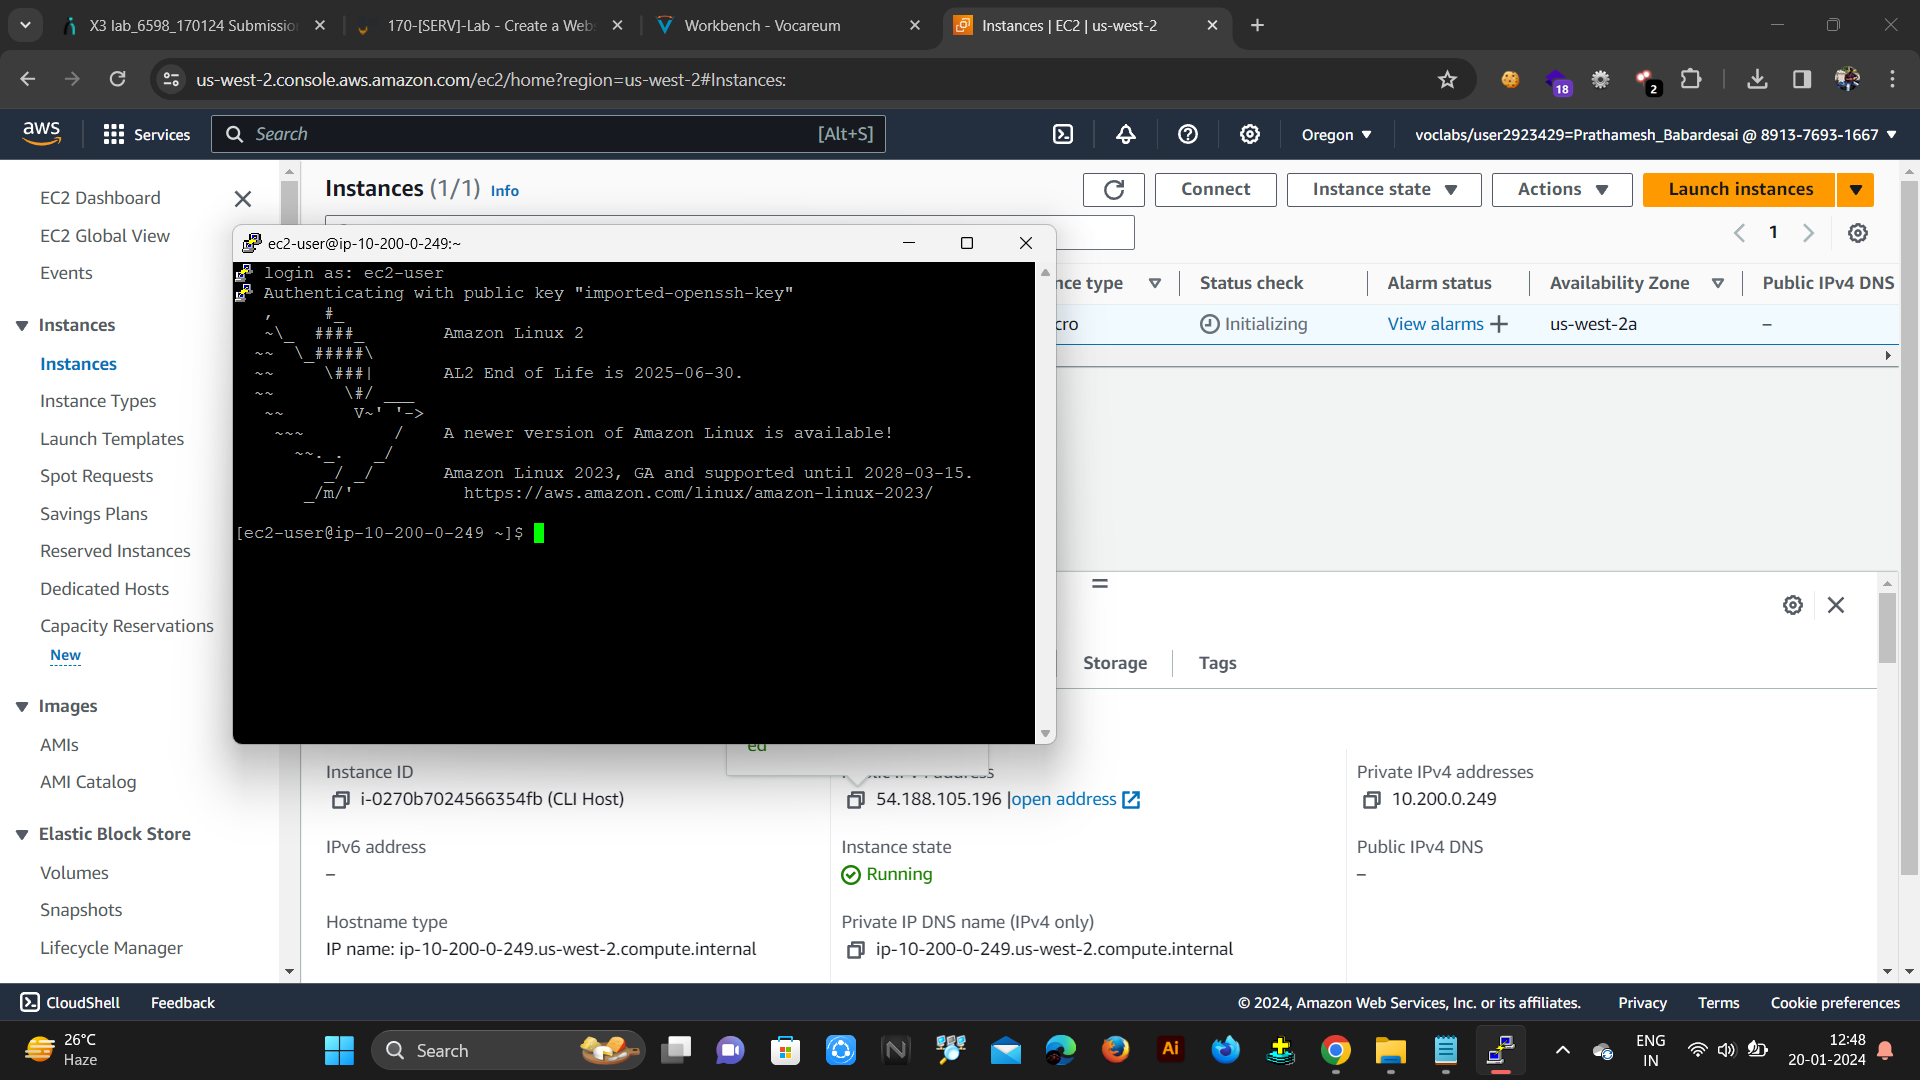 X3 lab_6598_170124 Submissio
170-[SERV]-Lab - Create a Webs
Workbench - Vocareum
Instances | EC2 | us-west-2
us-west-2.console.aws.amazon.com/ec2/home?region=us-west-2#Instances:
18
2
aws
Services
Search
[Alt+S]
Oregon
voclabs/user2923429=Prathamesh_Babardesai @ 8913-7693-1667
EC2 Dashboard
EC2 Global View
Events
Instances
Instances
Instance Types
Launch Templates
Spot Requests
Savings Plans
Reserved Instances
Dedicated Hosts
Capacity Reservations
New
Images
AMIs
AMI Catalog
Elastic Block Store
Volumes
Snapshots
Lifecycle Manager
Instances (1/1) Info
Connect
Instance state
Actions
Launch instances
1
nce type
Status check
Alarm status
Availability Zone
Public IPv4 DNS
cro
Initializing
View alarms +
us-west-2a
–
ec2-user@ip-10-200-0-249:~
login as: ec2-user
Authenticating with public key "imported-openssh-key"
   ,     #_
   ~\_  ####_        Amazon Linux 2
  ~~  \_#####\
  ~~     \###|       AL2 End of Life is 2025-06-30.
  ~~       \#/ ___
   ~~       V~' '->
    ~~~         /    A newer version of Amazon Linux is available!
      ~~._.   _/
         _/ _/       Amazon Linux 2023, GA and supported until 2028-03-15.
       _/m/'           https://aws.amazon.com/linux/amazon-linux-2023/
[ec2-user@ip-10-200-0-249 ~]$
Storage
Tags
ed
Instance ID
i-0270b7024566354fb (CLI Host)
54.188.105.196 |open address
Private IPv4 addresses
10.200.0.249
IPv6 address
–
Instance state
Running
Public IPv4 DNS
–
Hostname type
IP name: ip-10-200-0-249.us-west-2.compute.internal
Private IP DNS name (IPv4 only)
ip-10-200-0-249.us-west-2.compute.internal
CloudShell
Feedback
© 2024, Amazon Web Services, Inc. or its affiliates.
Privacy
Terms
Cookie preferences
26°C
Haze
Search
Ai
ENG
IN
12:48
20-01-2024